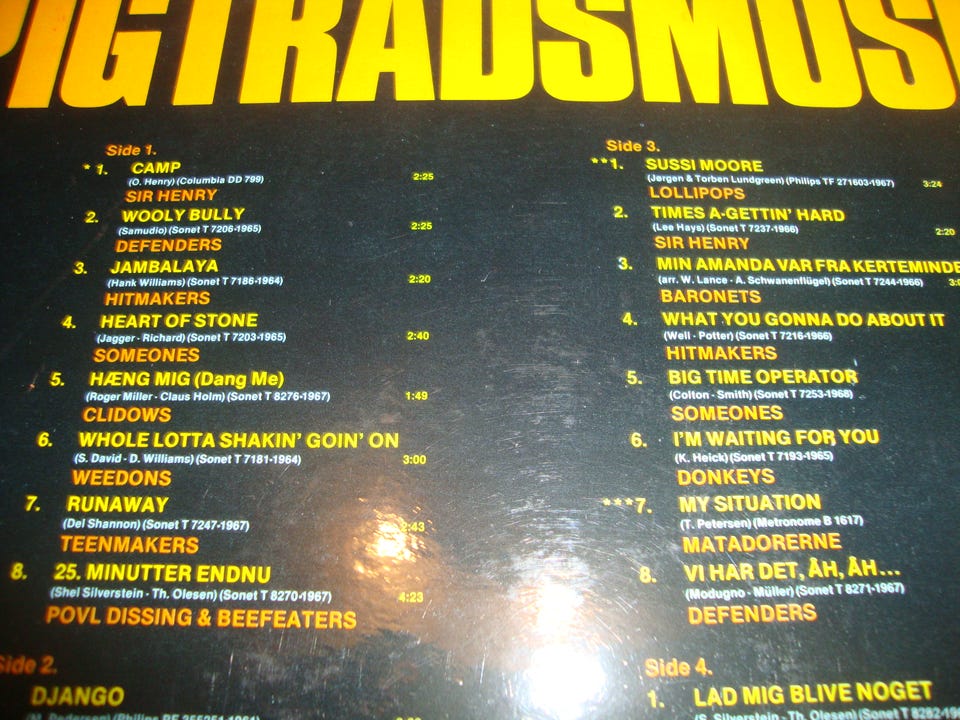 PIGTRÅDSMUSI
Side 1.
* 1. CAMP
(O. Henry) (Columbia DD 799) 2:25
SIR HENRY
2. WOOLY BULLY
(Samudio) (Sonet T 7206-1965) 2:25
DEFENDERS
3. JAMBALAYA
(Hank Williams) (Sonet T 7186-1964) 2:20
HITMAKERS
4. HEART OF STONE
(Jagger - Richard) (Sonet T 7203-1965) 2:40
SOMEONES
5. HÆNG MIG (Dang Me)
(Roger Miller - Claus Holm) (Sonet T 8276-1967) 1:49
CLIDOWS
6. WHOLE LOTTA SHAKIN' GOIN' ON
(S. David - D. Williams) (Sonet T 7181-1964) 3:00
WEEDONS
7. RUNAWAY
(Del Shannon) (Sonet T 7247-1967) 2:43
TEENMAKERS
8. 25. MINUTTER ENDNU
(Shel Silverstein - Th. Olesen) (Sonet T 8270-1967) 4:23
POVL DISSING & BEEFEATERS
Side 2.
DJANGO
Side 3.
**1. SUSSI MOORE
(Jørgen & Torben Lundgreen) (Philips TF 271603-1967) 3:24
LOLLIPOPS
2. TIMES A-GETTIN' HARD
(Lee Hays) (Sonet T 7237-1966) 2:20
SIR HENRY
3. MIN AMANDA VAR FRA KERTEMINDE
(arr. W. Lance - A. Schwanenflügel) (Sonet T 7244-1966)
BARONETS
4. WHAT YOU GONNA DO ABOUT IT
(Well - Potter) (Sonet T 7216-1966)
HITMAKERS
5. BIG TIME OPERATOR
(Colton - Smith) (Sonet T 7253-1968)
SOMEONES
6. I'M WAITING FOR YOU
(K. Heick) (Sonet T 7193-1965)
DONKEYS
***7. MY SITUATION
(T. Petersen) (Metronome B 1617)
MATADORERNE
8. VI HAR DET, ÅH, ÅH...
(Modugno - Müller) (Sonet T 8271-1967)
DEFENDERS
Side 4.
1. LAD MIG BLIVE NOGET
(S. Silverstein - Th. Olesen) (Sonet T 8282-196